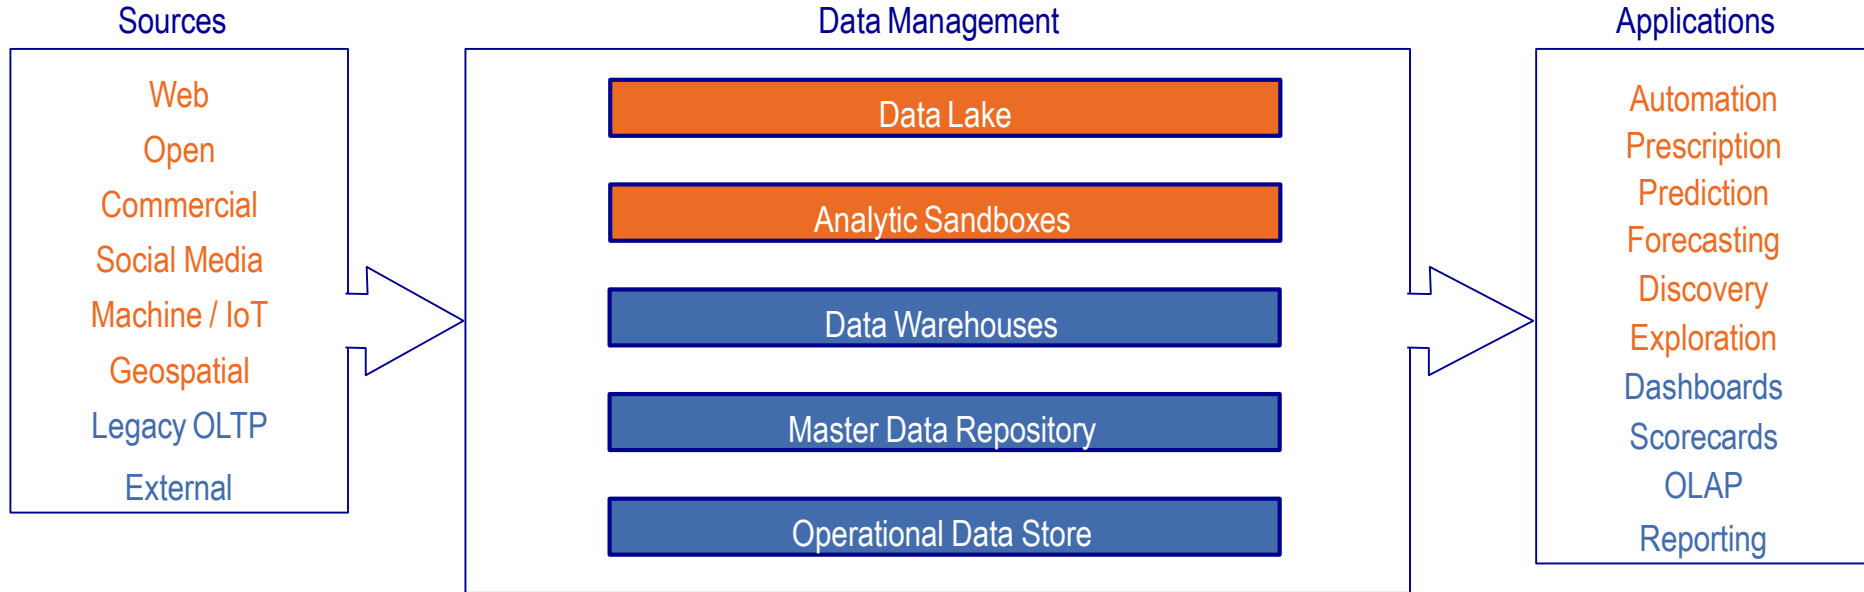 Sources
Web
Open
Commercial
Social Media
Machine / IoT
Geospatial
Legacy OLTP
External
Data Management
Data Lake
Analytic Sandboxes
Data Warehouses
Master Data Repository
Operational Data Store
Applications
Automation
Prescription
Prediction
Forecasting
Discovery
Exploration
Dashboards
Scorecards
OLAP
Reporting